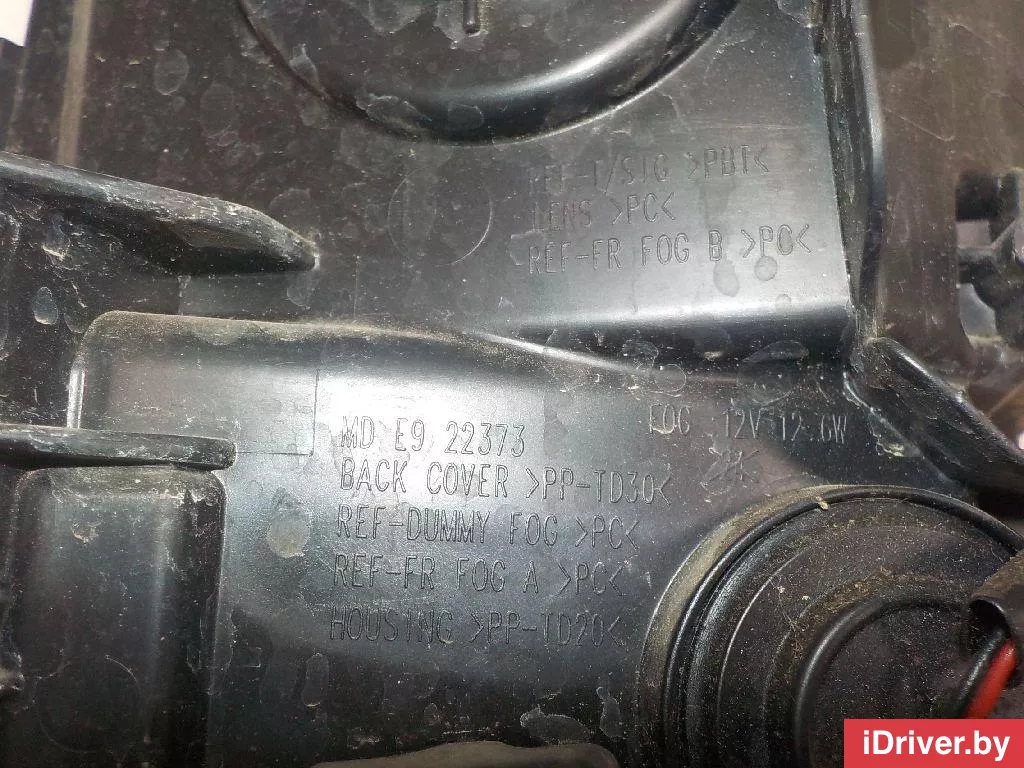 REF-T/SIG >PBT<
LENS >PC<
REF-FR FOG B >PC<
FOG 12V 12.6W
MD E9 22373
BACK COVER >PP-TD30<
REF-DUMMY FOG >PC<
REF-FR FOG A >PC<
HOUSING >PP-TD20<
iDriver.by